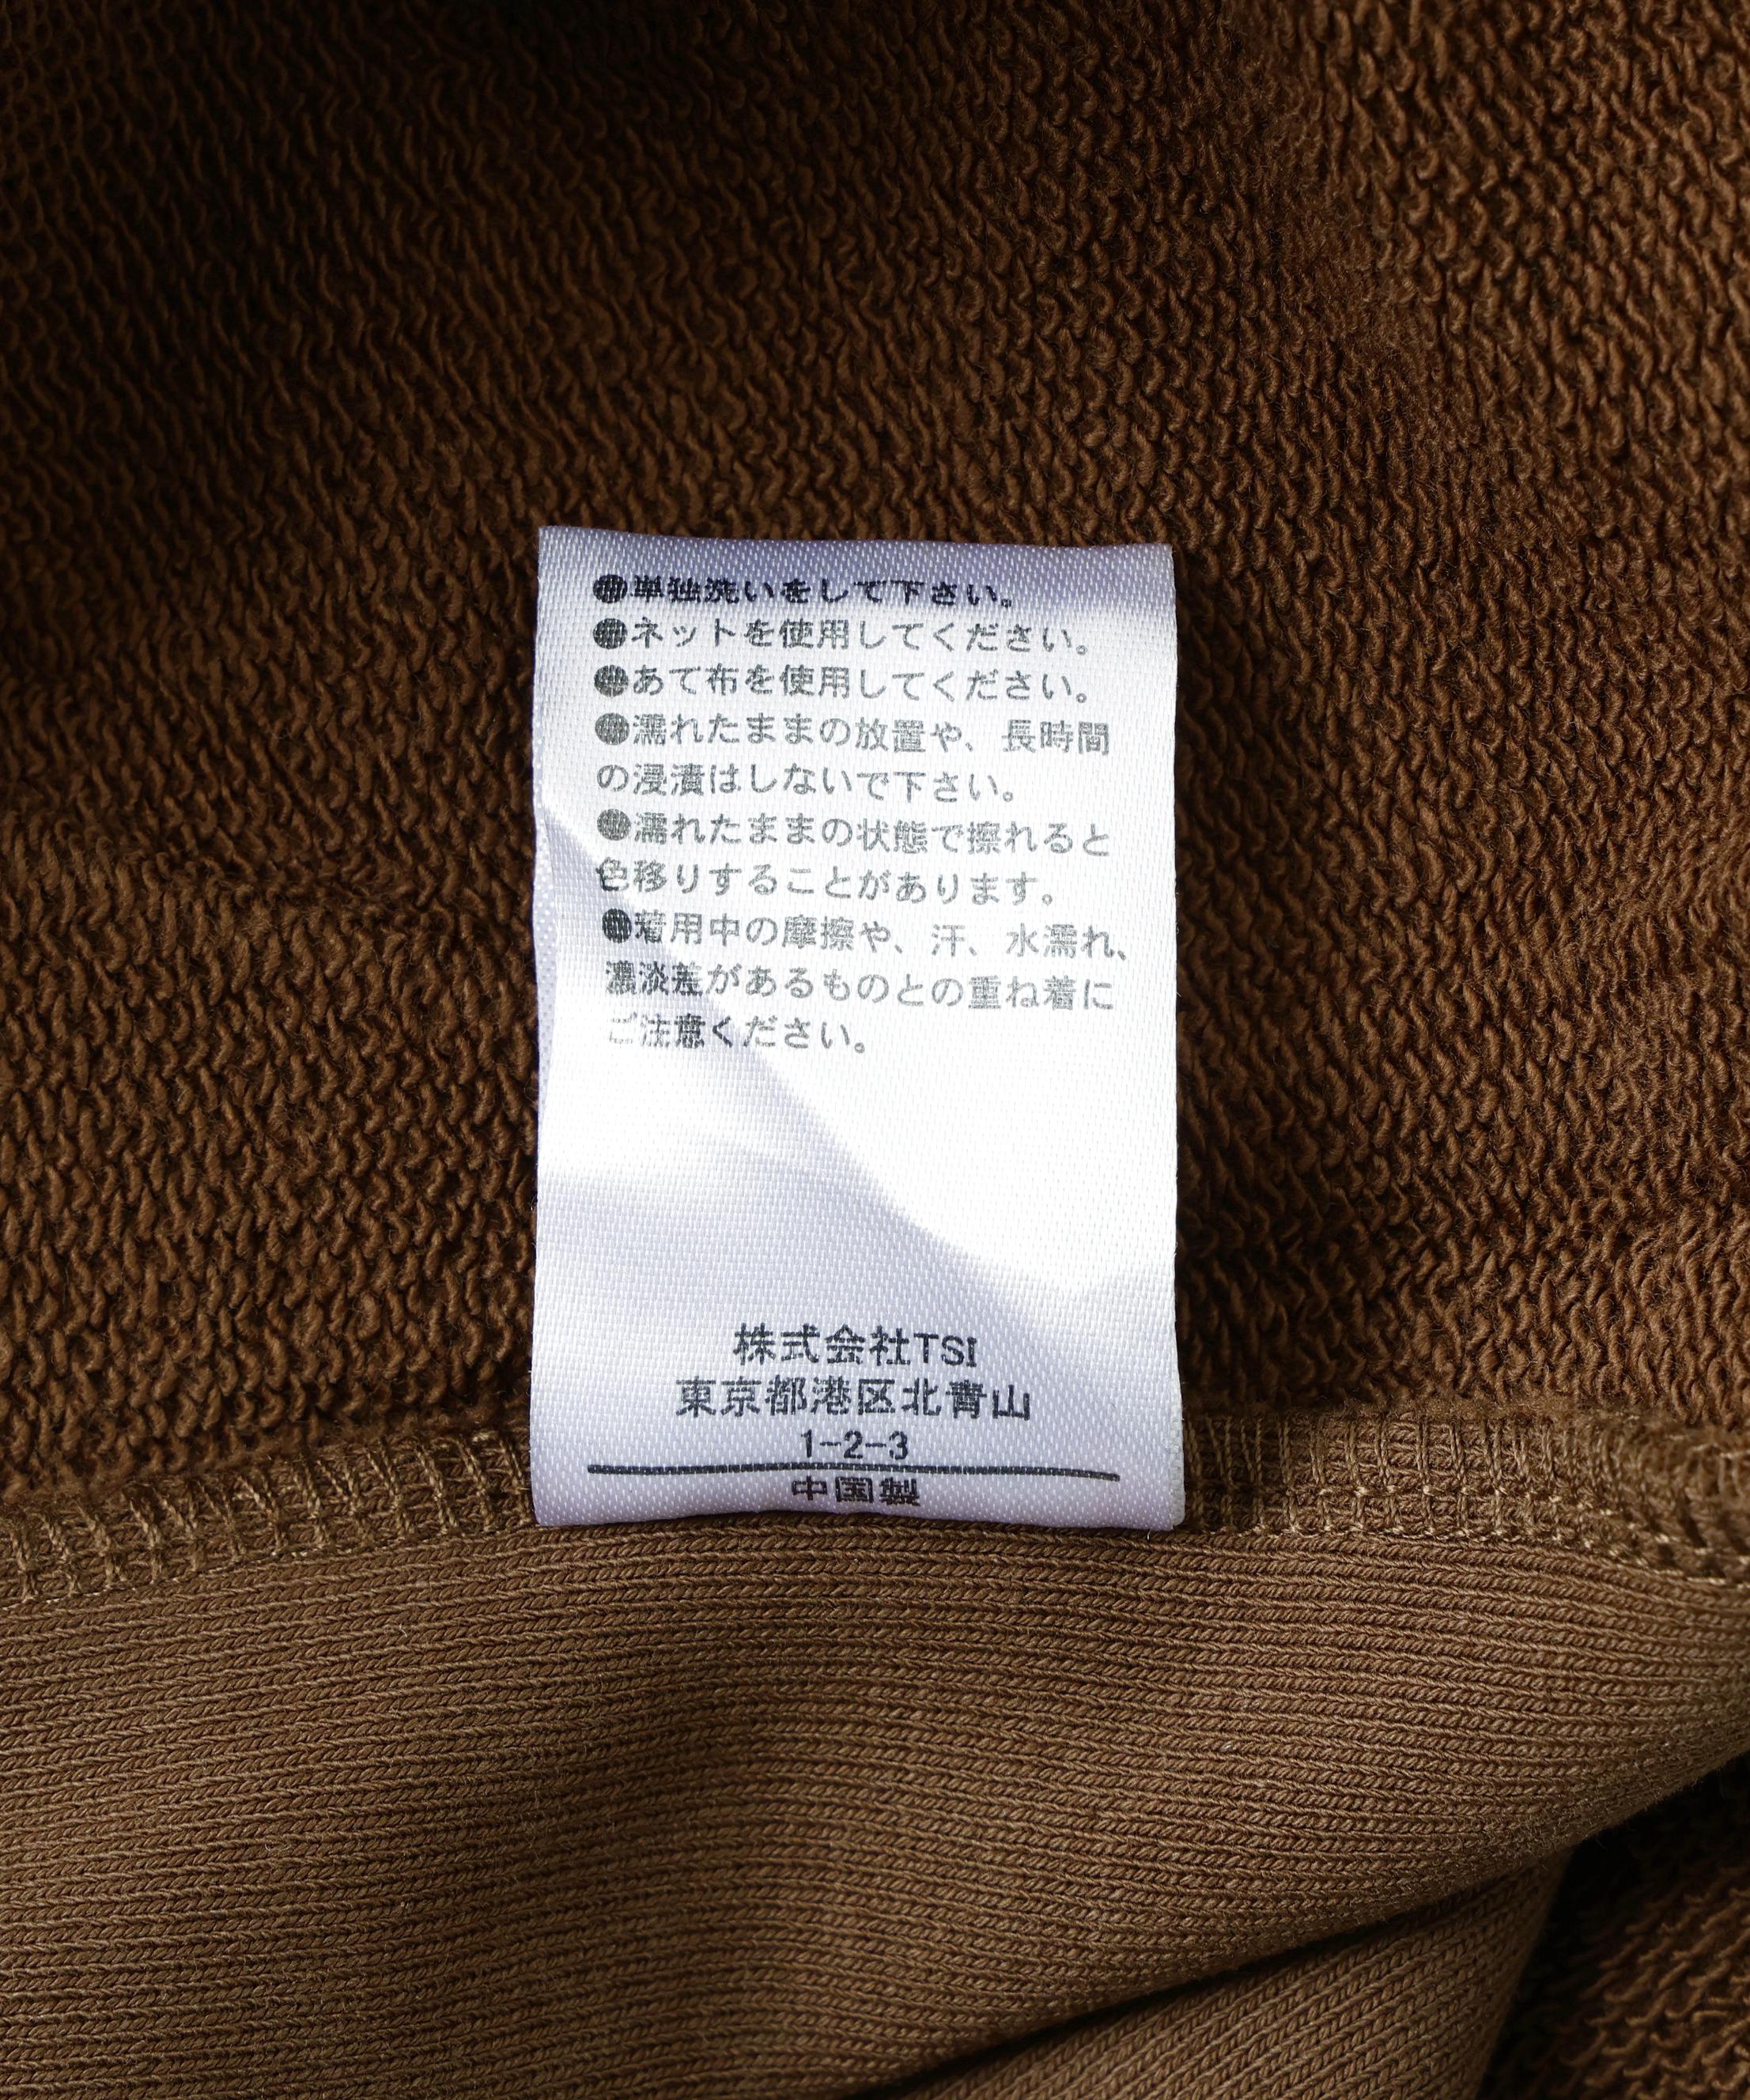 ●単独洗いをして下さい。
●ネットを使用してください。
●あて布を使用してください。
●濡れたままの放置や、長時間
の浸漬はしないで下さい。
●濡れたままの状態で擦れると
色移りすることがあります。
●着用中の摩擦や、汗、水濡れ、
濃淡差があるものとの重ね着に
ご注意ください。
株式会社TSI
東京都港区北青山
1-2-3
中国製